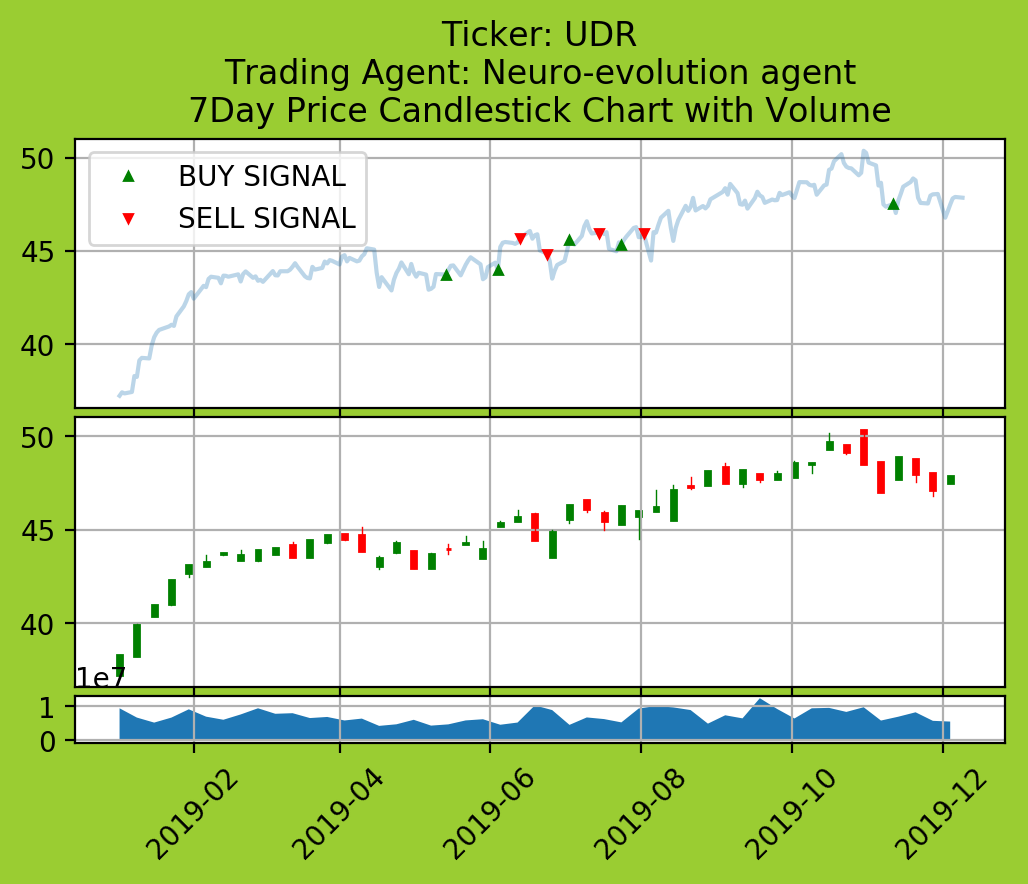 Ticker: UDR
Trading Agent: Neuro-evolution agent
7Day Price Candlestick Chart with Volume
BUY SIGNAL
SELL SIGNAL
50
45
40
50
45
40
1e7
1
0
2019-02
2019-04
2019-06
2019-08
2019-10
2019-12